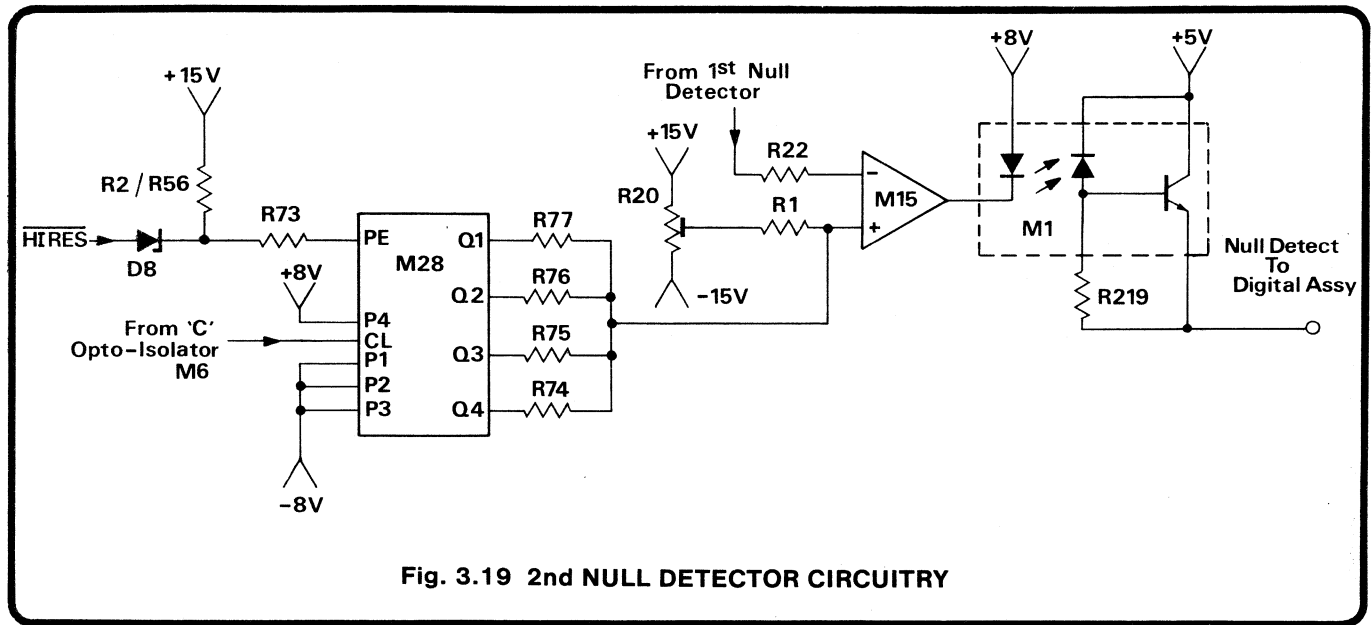 +15V
R2/R56
HIRES
D8
R73
+8V
From 'C'
Opto-Isolator
M6
-8V
PE
M28
P4
CL
P1
P2
P3
Q1
Q2
Q3
Q4
R77
R76
R75
R74
From 1st Null
Detector
+15V
R20
-15V
R22
R1
M15
+8V
+5V
M1
R219
Null Detect
To
Digital Assy
Fig. 3.19 2nd NULL DETECTOR CIRCUITRY